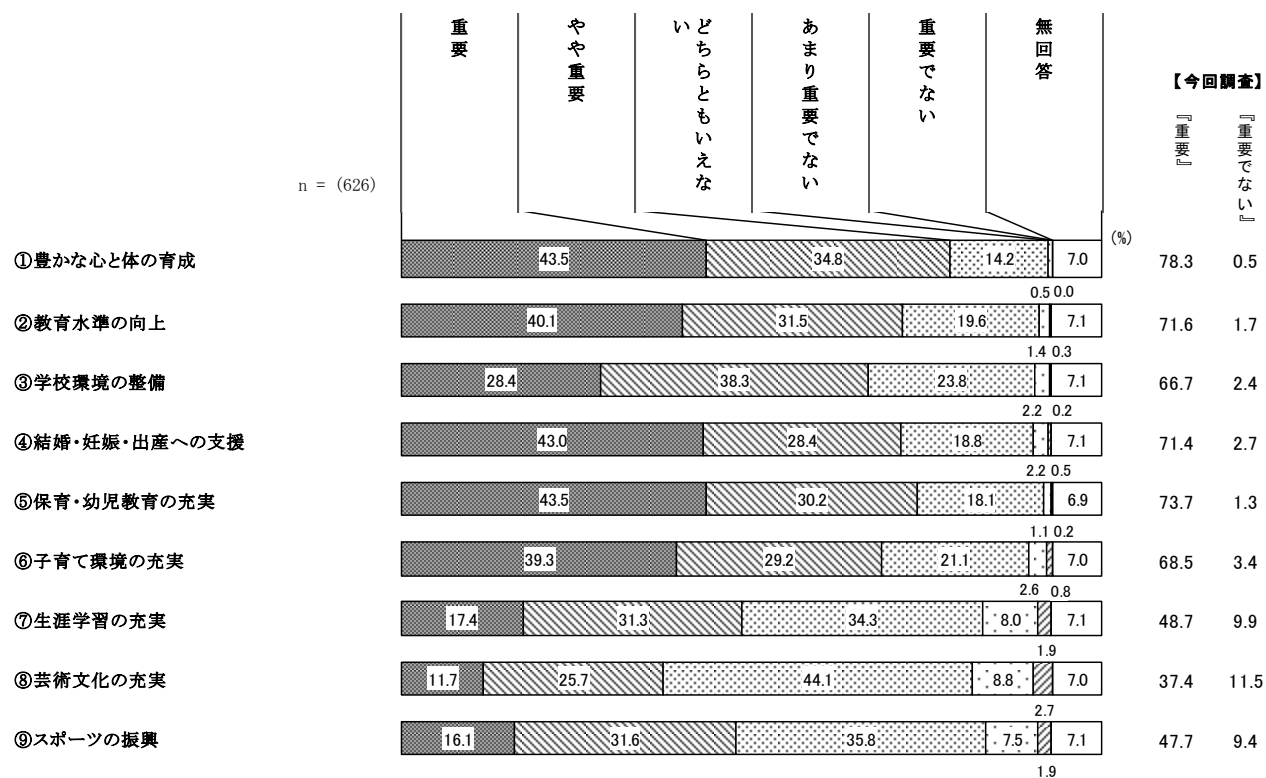 重要
やや重要
どちらともいえな
い
あまり重要でない
重要でない
無回答
【今回調査】
『重要』
『重要でない』
n = (626)
(%)
①豊かな心と体の育成 43.5 34.8 14.2 7.0 78.3 0.5
0.5 0.0
②教育水準の向上 40.1 31.5 19.6 7.1 71.6 1.7
1.4 0.3
③学校環境の整備 28.4 38.3 23.8 7.1 66.7 2.4
2.2 0.2
④結婚・妊娠・出産への支援 43.0 28.4 18.8 7.1 71.4 2.7
2.2 0.5
⑤保育・幼児教育の充実 43.5 30.2 18.1 6.9 73.7 1.3
1.1 0.2
⑥子育て環境の充実 39.3 29.2 21.1 7.0 68.5 3.4
2.6 0.8
⑦生涯学習の充実 17.4 31.3 34.3 8.0 7.1 48.7 9.9
1.9
⑧芸術文化の充実 11.7 25.7 44.1 8.8 7.0 37.4 11.5
2.7
⑨スポーツの振興 16.1 31.6 35.8 7.5 7.1 47.7 9.4
1.9